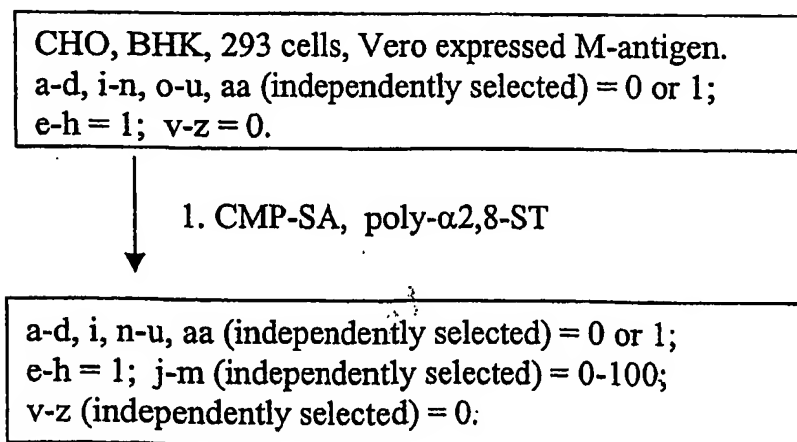 CHO, BHK, 293 cells, Vero expressed M-antigen.
a-d, i-n, o-u, aa (independently selected) = 0 or 1;
e-h = 1; v-z = 0.
1. CMP-SA, poly-α2,8-ST
a-d, i, n-u, aa (independently selected) = 0 or 1;
e-h = 1; j-m (independently selected) = 0-100;
v-z (independently selected) = 0.